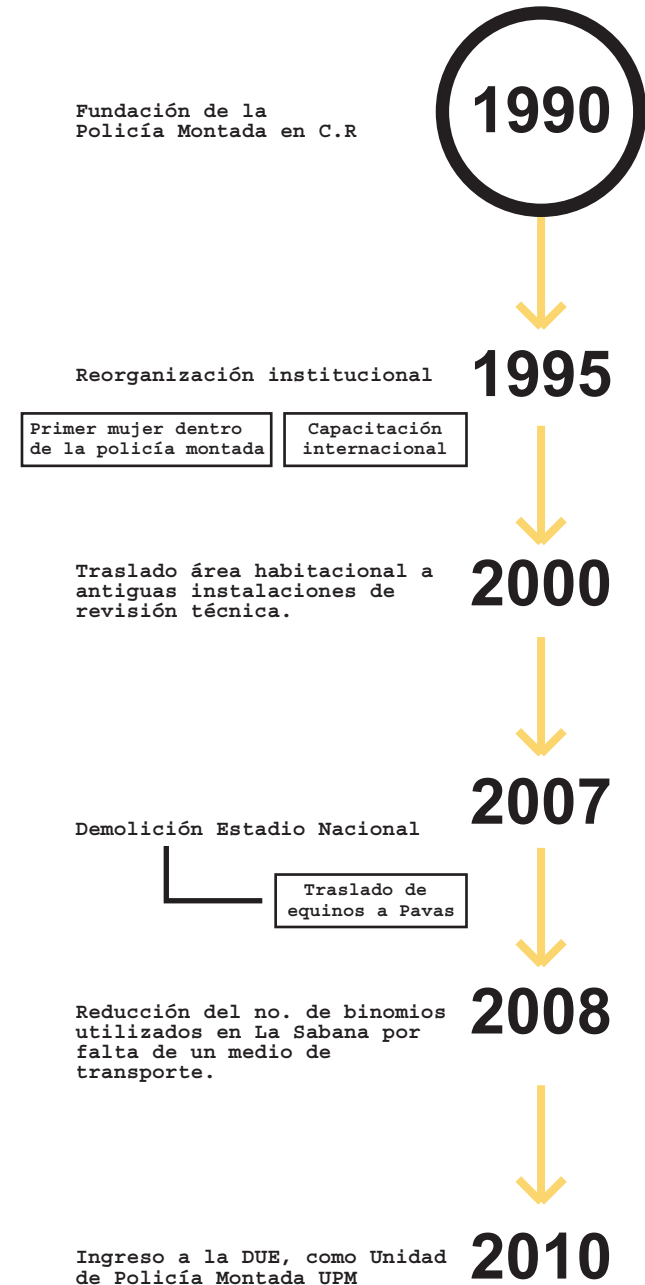 1990
Fundación de la
Policía Montada en C.R
1995
Reorganización institucional
Primer mujer dentro
de la policía montada
Capacitación
internacional
2000
Traslado área habitacional a
antiguas instalaciones de
revisión técnica.
2007
Demolición Estadio Nacional
Traslado de
equinos a Pavas
2008
Reducción del no. de binomios
utilizados en La Sabana por
falta de un medio de
transporte.
2010
Ingreso a la DUE, como Unidad
de Policía Montada UPM